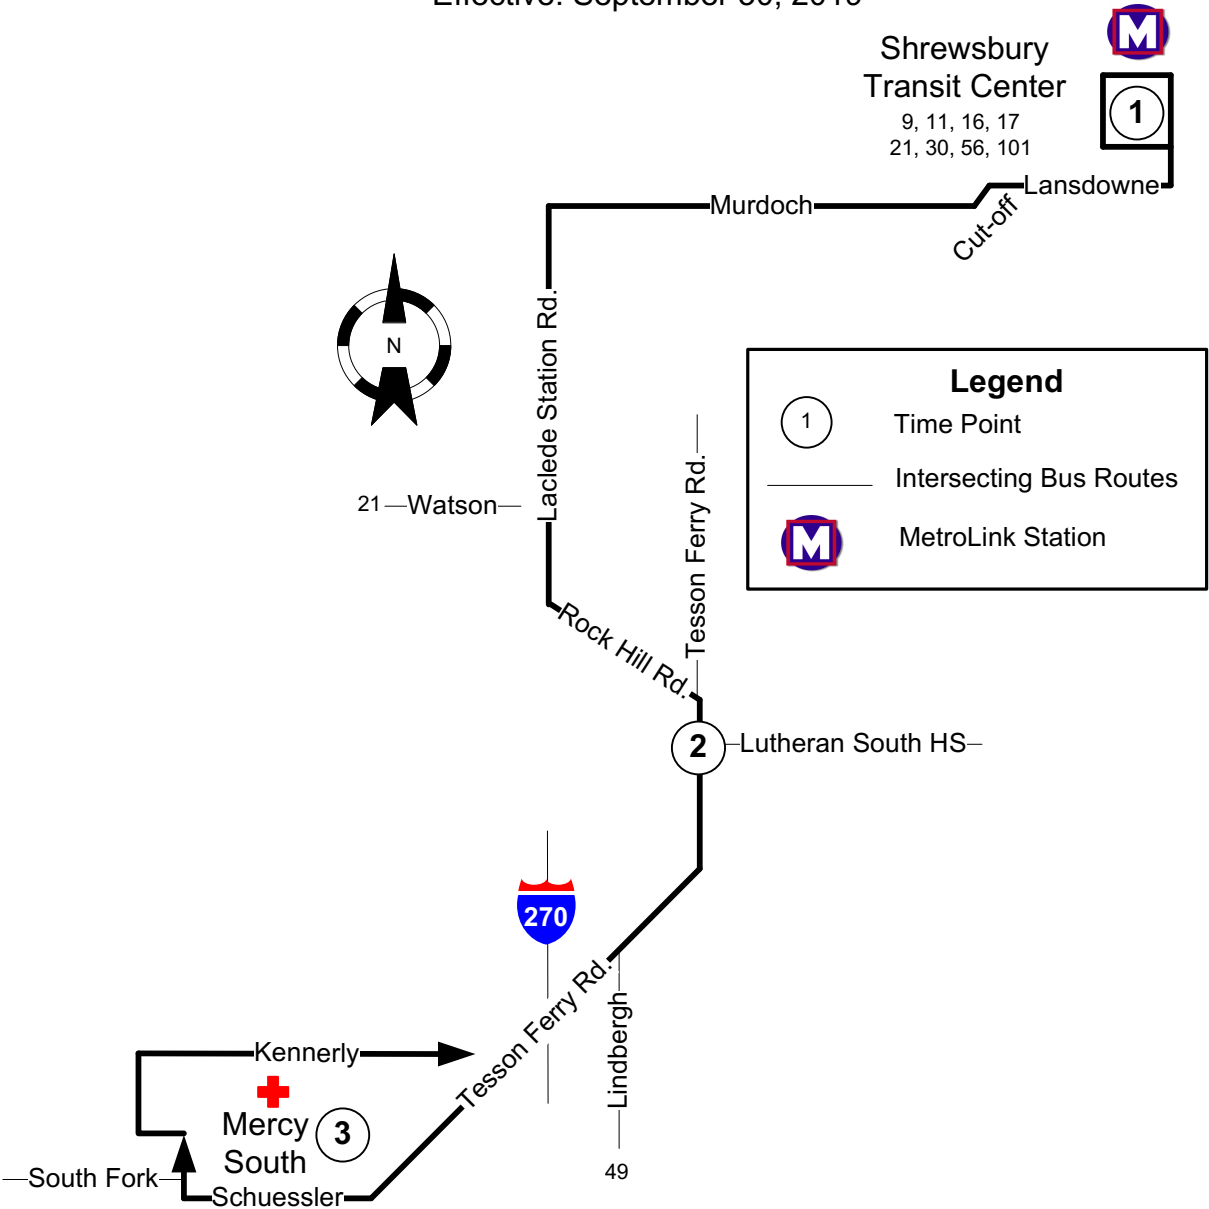 Shrewsbury
Transit Center
9, 11, 16, 17
21, 30, 56, 101
M
1
Lansdowne
Murdoch
Cut-off
Laclede Station Rd.
N
Legend
1
Time Point
Intersecting Bus Routes
M
MetroLink Station
21
Watson
Tesson Ferry Rd.
Rock Hill Rd.
2
Lutheran South HS
270
Tesson Ferry Rd.
Lindbergh
49
Kennerly
Mercy
South
3
South Fork
Schuessler